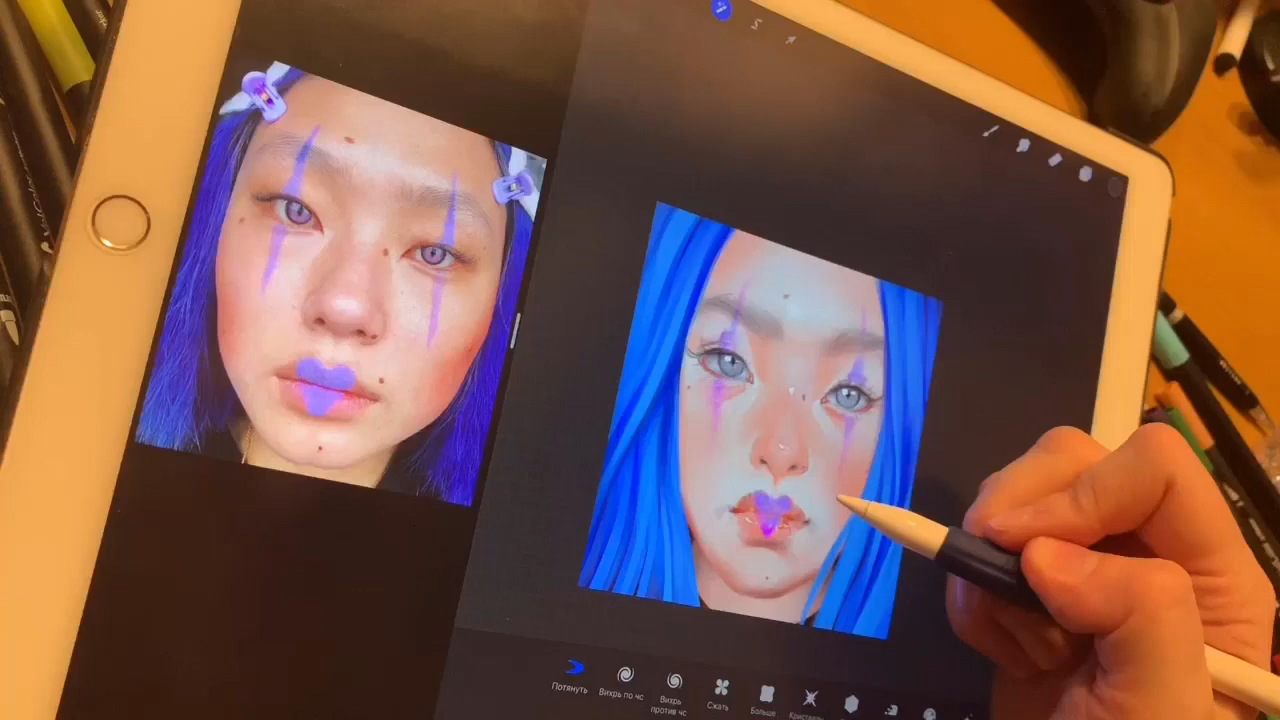 Потянуть
Вихрь по чс
Вихрь
против чс
Сжать
Больше